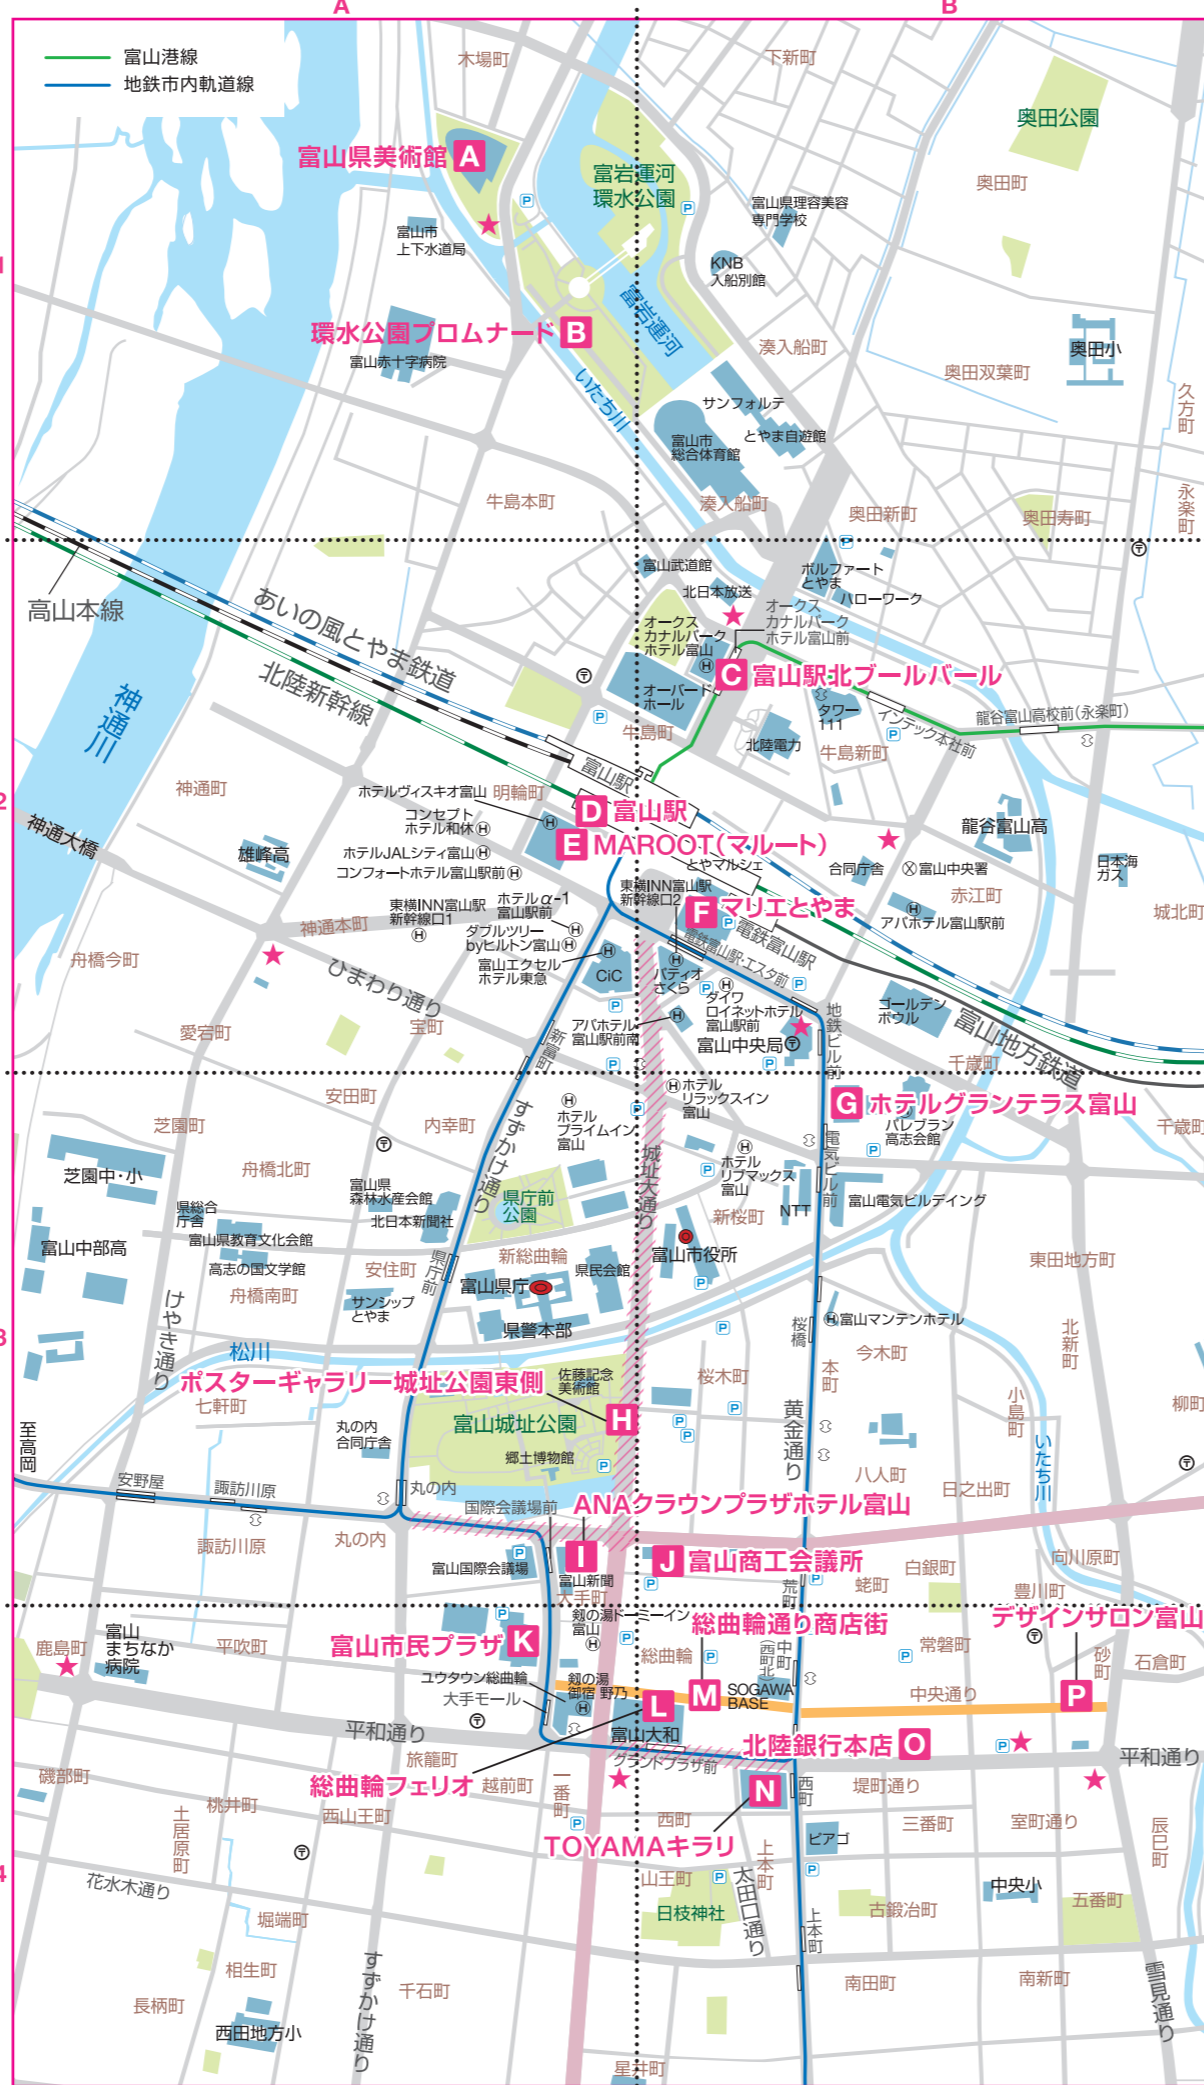 A
B
富山港線
地鉄市内軌道線
木場町
下新町
奥田公園
富山県美術館 A
富岩運河
環水公園
奥田町
富山県理容美容
専門学校
富山市
上下水道局
KNB
入船別館
1
富岩運河
環水公園プロムナード B
富山赤十字病院
湊入船町
奥田小
奥田双葉町
久方町
いたち川
サンフォルテ
とやま自遊館
富山市
総合体育館
牛島本町
湊入船町
奥田新町
奥田寿町
永楽町
高山本線
あいの風とやま鉄道
北陸新幹線
富山武道館
北日本放送
ボルファート
とやま
ハローワーク
オークス
カナルパーク
ホテル富山前
オークス
カナルパーク
ホテル富山
C 富山駅北ブールバール
神通川
オーバード
ホール
タワー
111
インテック本社前
龍谷富山高校前(永楽町)
牛島町
北陸電力
牛島新町
富山駅
神通町
ホテルヴィスキオ富山
明輪町
D 富山駅
2
コンセプト
ホテル和休
E MAROOT(マルート)
龍谷富山高
神通大橋
雄峰高
ホテルJALシティ富山
コンフォートホテル富山駅前
とやマルシェ
合同庁舎
富山中央署
日本海
ガス
赤江町
東横INN富山駅
新幹線口2
東横INN富山駅
新幹線口1
ホテルα-1
富山駅前
F マリエとやま
アパホテル富山駅前
城北町
神通本町
ダブルツリー
byヒルトン富山
電鉄富山駅
電鉄富山駅・エスタ前
舟橋今町
ひまわり通り
富山エクセル
ホテル東急
CiC
パティオ
さくら
ダイワ
ロイネットホテル
富山駅前
ゴールデン
ボウル
富山地方鉄道
地鉄ビル前
愛宕町
宝町
新富町
アパホテル
富山駅前南
富山中央局
千歳町
安田町
ホテル
リラックスイン
富山
G ホテルグランテラス富山
芝園町
内幸町
すずかけ通り
ホテル
プライムイン
富山
城址大通り
パレブラン
高志会館
千歳町
電気ビル前
芝園中・小
舟橋北町
ホテル
リブマックス
富山
富山県
森林水産会館
県庁前
公園
NTT
富山電気ビルデイング
県総合
庁舎
北日本新聞社
新桜町
富山中部高
富山県教育文化会館
新総曲輪
富山市役所
東田地方町
高志の国文学館
安住町
県庁前
富山県庁
県民会館
舟橋南町
サンシップ
とやま
県警本部
富山マンテンホテル
3
けやき通り
松川
桜橋
今木町
北新町
本町
ポスターギャラリー城址公園東側
佐藤記念
美術館
桜木町
七軒町
H
富山城址公園
小島町
柳町
至高岡
丸の内
合同庁舎
郷土博物館
黄金通り
いたち川
八人町
安野屋
諏訪川原
丸の内
国際会議場前
ANAクラウンプラザホテル富山
日之出町
諏訪川原
丸の内
I
J 富山商工会議所
富山国際会議場
富山新聞
大手町
荒町
蛯町
白銀町
向川原町
豊川町
鹿島町
富山
まちなか
病院
平吹町
富山市民プラザ K
剱の湯ドーミーイン
富山
総曲輪通り商店街
デザインサロン富山
総曲輪
中町
(西町北)
常磐町
砂町
石倉町
ユウタウン総曲輪
剱の湯
御宿 野乃
大手モール
L
M
SOGAWA
BASE
中央通り
P
平和通り
富山大和
グランドプラザ前
北陸銀行本店 O
平和通り
旅籠町
総曲輪フェリオ
越前町
一番町
N
西町
堤町通り
磯部町
桃井町
西山王町
土居原町
西町
三番町
室町通り
辰巳町
TOYAMAキラリ
ピアゴ
4
花水木通り
山王町
上本町
太田口通り
中央小
五番町
堀端町
日枝神社
古鍛冶町
上本町
相生町
すずかけ通り
千石町
南田町
南新町
雪見通り
長柄町
西田地方小
星井町